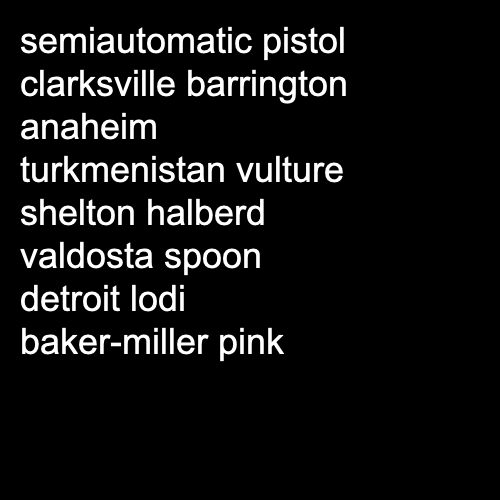 semiautomatic pistol
clarksville barrington
anaheim
turkmenistan vulture
shelton halberd
valdosta spoon
detroit lodi
baker-miller pink